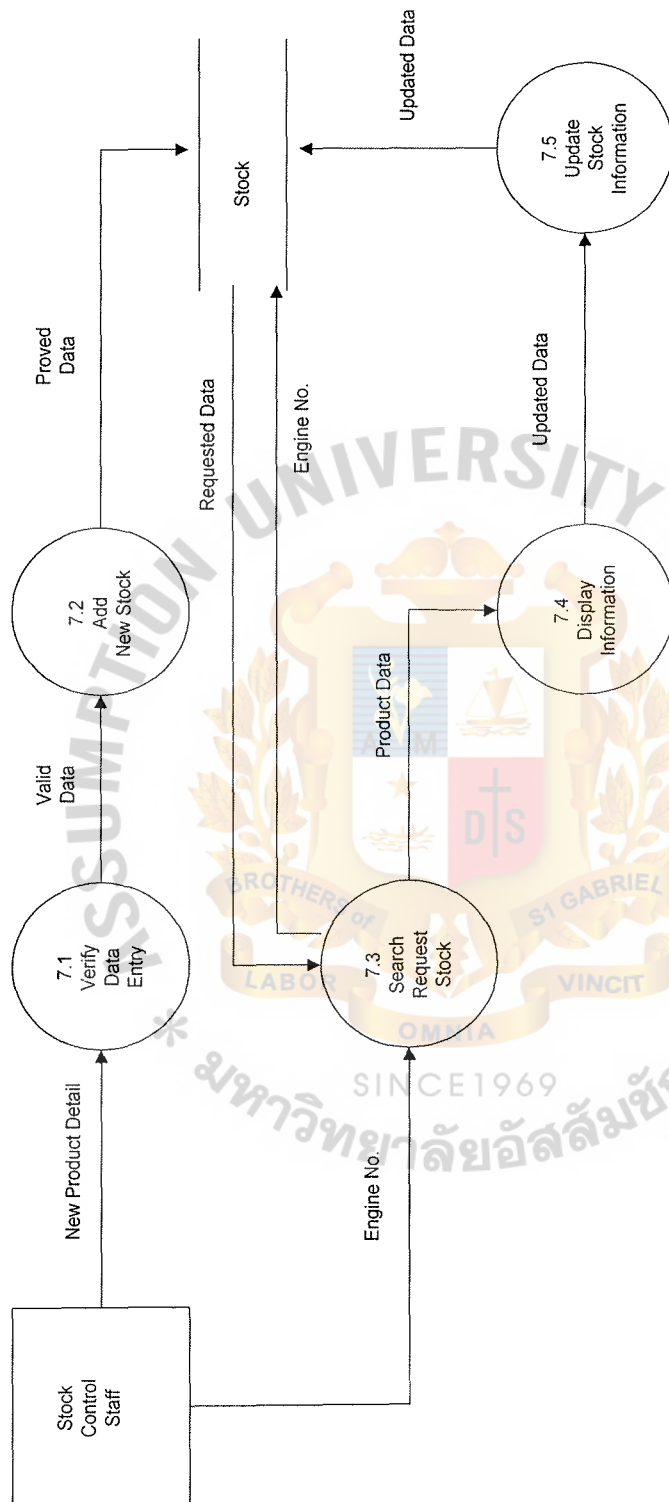 Stock
Control
Staff
New Product Detail
7.1
Verify
Data
Entry
Valid
Data
7.2
Add
New Stock
Proved
Data
Stock
Requested Data
Engine No.
Engine No.
7.3
Search
Request
Stock
Product Data
7.4
Display
Information
Updated Data
7.5
Update
Stock
Information
Updated Data
ASSUMPTION UNIVERSITY
BROTHERS of
S1 GABRIEL
D S
LABOR
OMNIA
VINCIT
SINCE1969